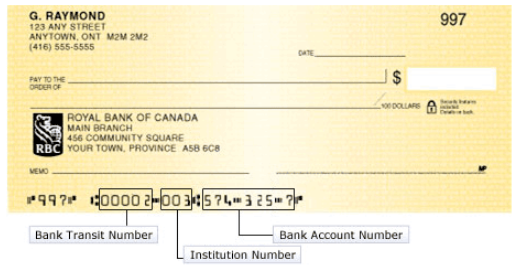 G. RAYMOND
123 ANY STREET
ANYTOWN, ONT M2M 2M2
(416) 555-5555
997
DATE
PAY TO THE
ORDER OF
$
100 DOLLARS
Security features
included.
Details on back.
RBC
ROYAL BANK OF CANADA
MAIN BRANCH
456 COMMUNITY SQUARE
YOUR TOWN, PROVINCE A5B 6C8
MEMO
MP
⑈997⑈ ⑆00002⑉003⑆574⑉325⑉7⑈
Bank Transit Number
Bank Account Number
Institution Number